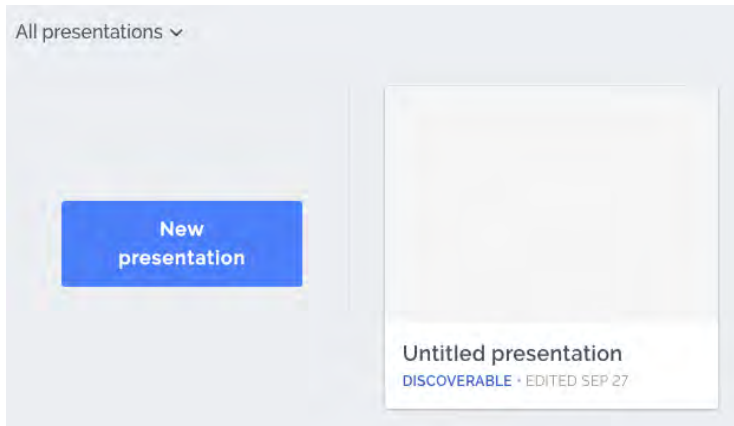 All presentations
New
presentation
Untitled presentation
DISCOVERABLE • EDITED SEP 27